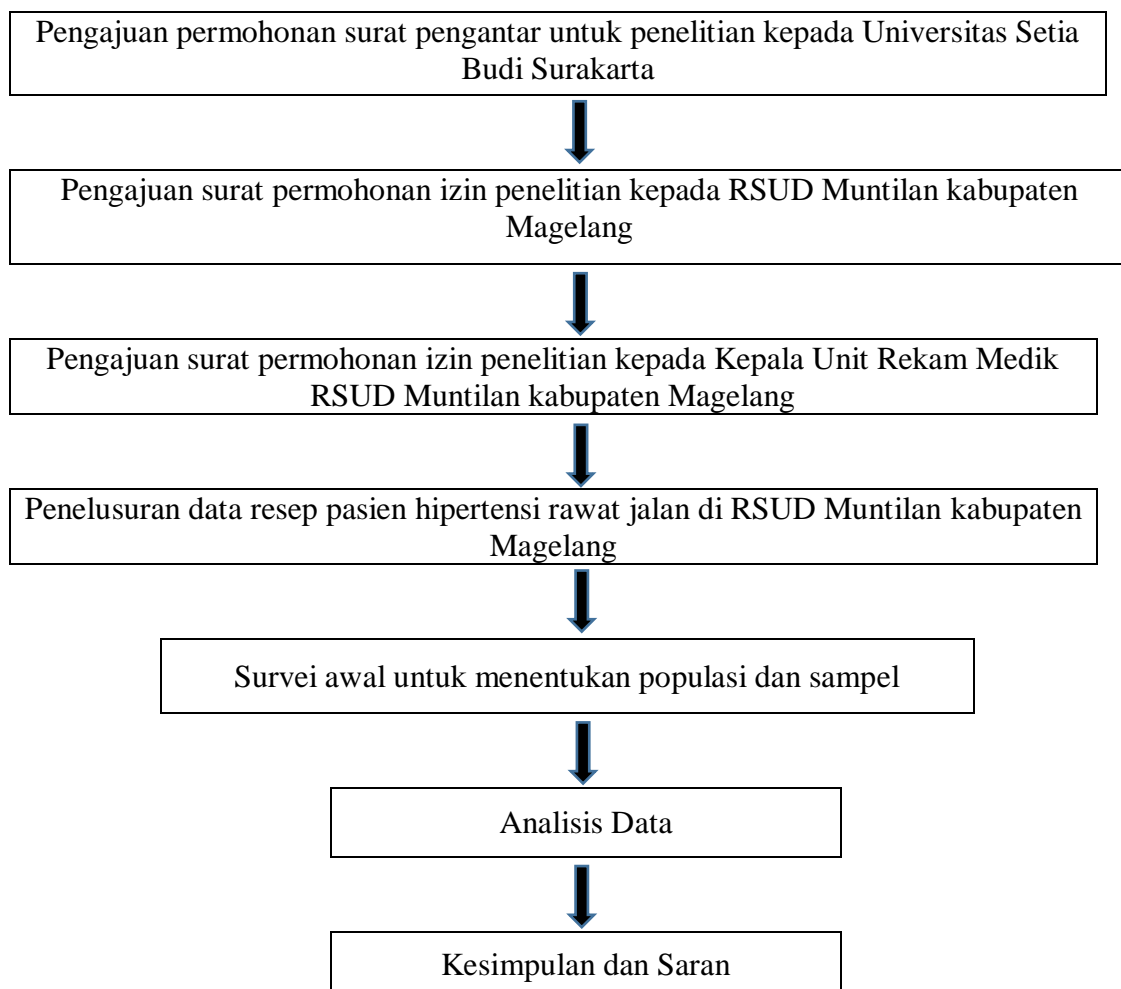 Pengajuan permohonan surat pengantar untuk penelitian kepada Universitas Setia
Budi Surakarta
Pengajuan surat permohonan izin penelitian kepada RSUD Muntilan kabupaten
Magelang
Pengajuan surat permohonan izin penelitian kepada Kepala Unit Rekam Medik
RSUD Muntilan kabupaten Magelang
Penelusuran data resep pasien hipertensi rawat jalan di RSUD Muntilan kabupaten
Magelang
Survei awal untuk menentukan populasi dan sampel
Analisis Data
Kesimpulan dan Saran